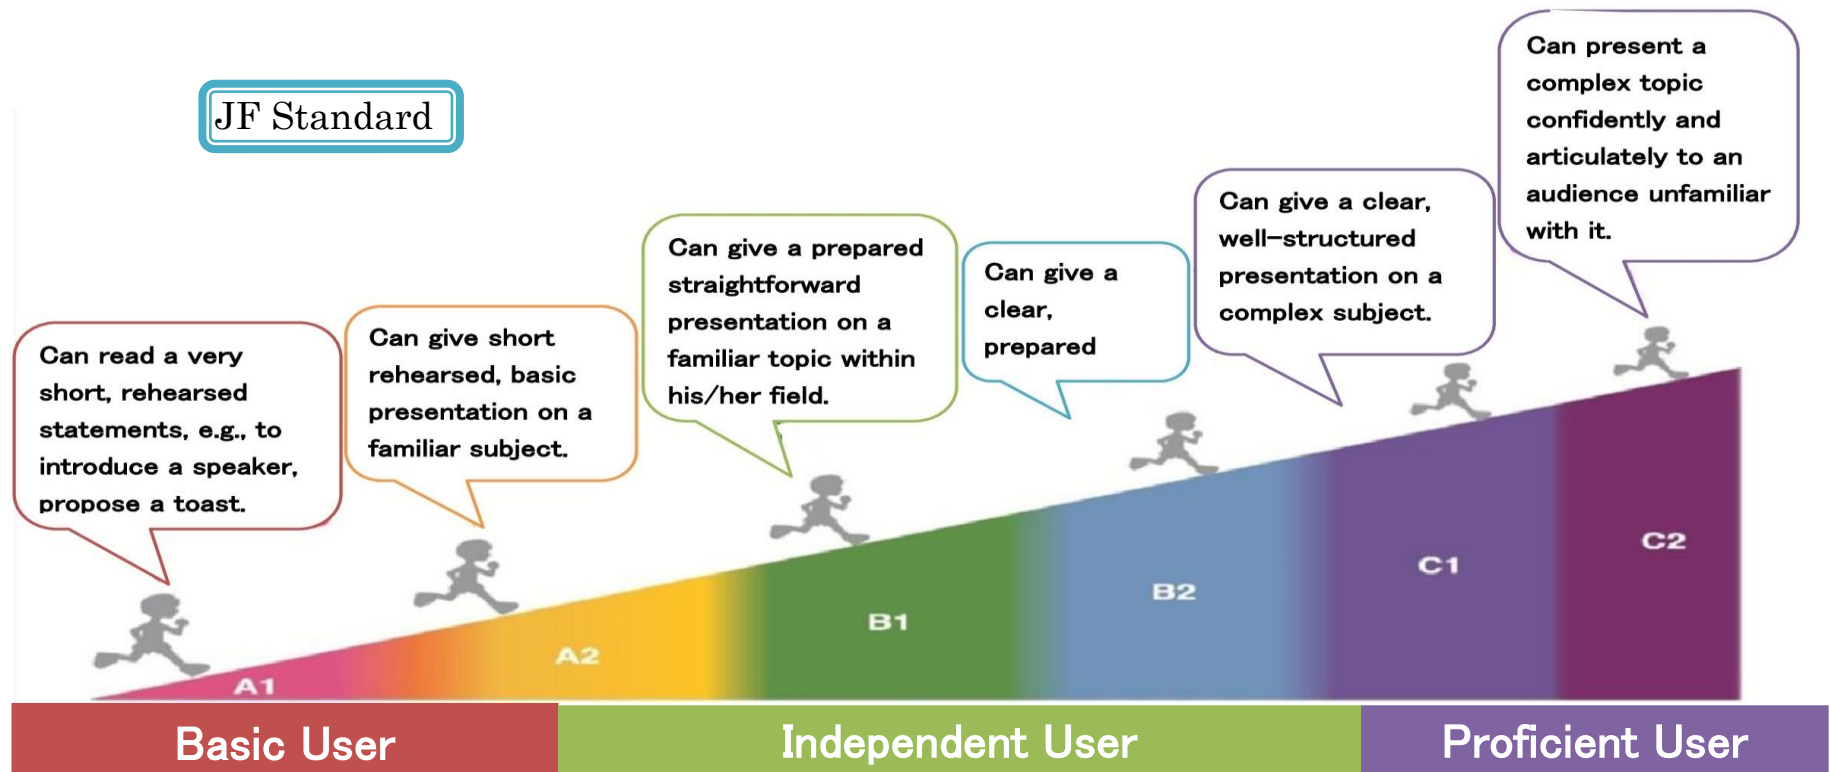 JF Standard
Can read a very
short, rehearsed
statements, e.g., to
introduce a speaker,
propose a toast.
Can give short
rehearsed, basic
presentation on a
familiar subject.
Can give a prepared
straightforward
presentation on a
familiar topic within
his/her field.
Can give a
clear,
prepared
Can give a clear,
well-structured
presentation on a
complex subject.
Can present a
complex topic
confidently and
articulately to an
audience unfamiliar
with it.
A1
A2
B1
B2
C1
C2
Basic User
Independent User
Proficient User